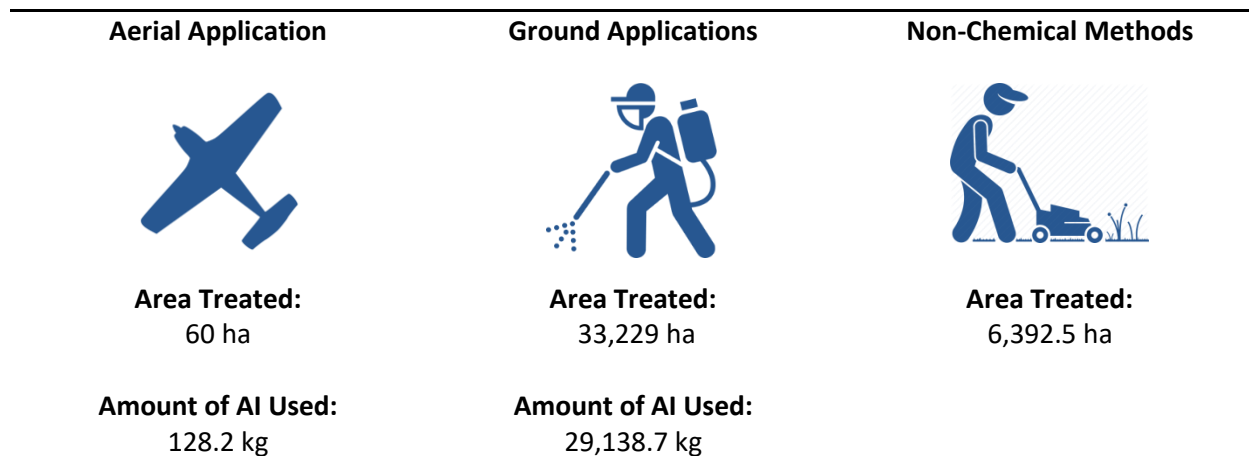 Aerial Application
Ground Applications
Non-Chemical Methods
Area Treated:
60 ha
Area Treated:
33,229 ha
Area Treated:
6,392.5 ha
Amount of AI Used:
128.2 kg
Amount of AI Used:
29,138.7 kg